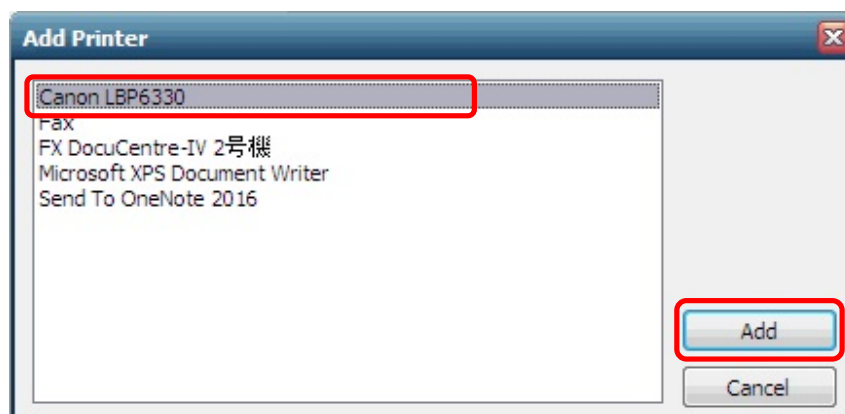 Add Printer
Canon LBP6330
Fax
FX DocuCentre-IV 2号機
Microsoft XPS Document Writer
Send To OneNote 2016
Add
Cancel